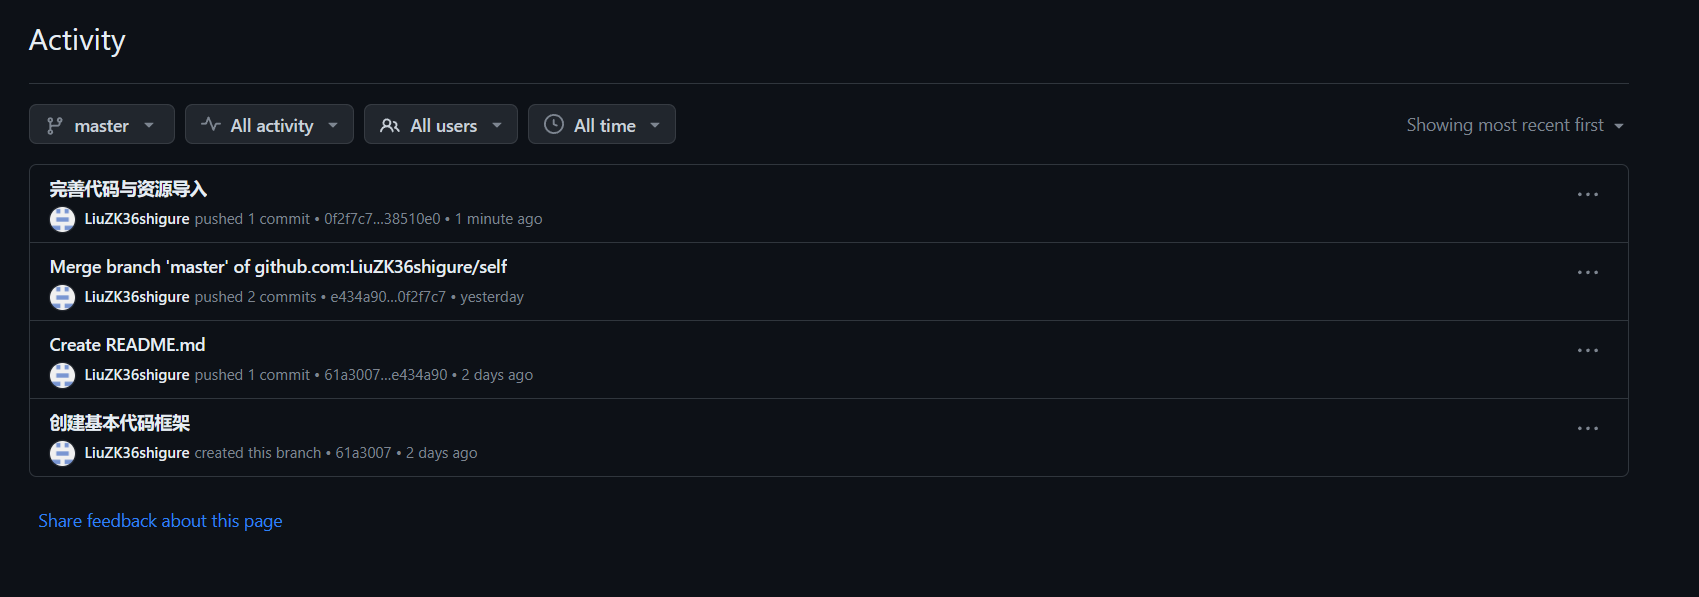 Activity
master All activity All users All time Showing most recent first
完善代码与资源导入
LiuZK36shigure pushed 1 commit • 0f2f7c7…38510e0 • 1 minute ago
Merge branch 'master' of github.com:LiuZK36shigure/self
LiuZK36shigure pushed 2 commits • e434a90…0f2f7c7 • yesterday
Create README.md
LiuZK36shigure pushed 1 commit • 61a3007…e434a90 • 2 days ago
创建基本代码框架
LiuZK36shigure created this branch • 61a3007 • 2 days ago
Share feedback about this page